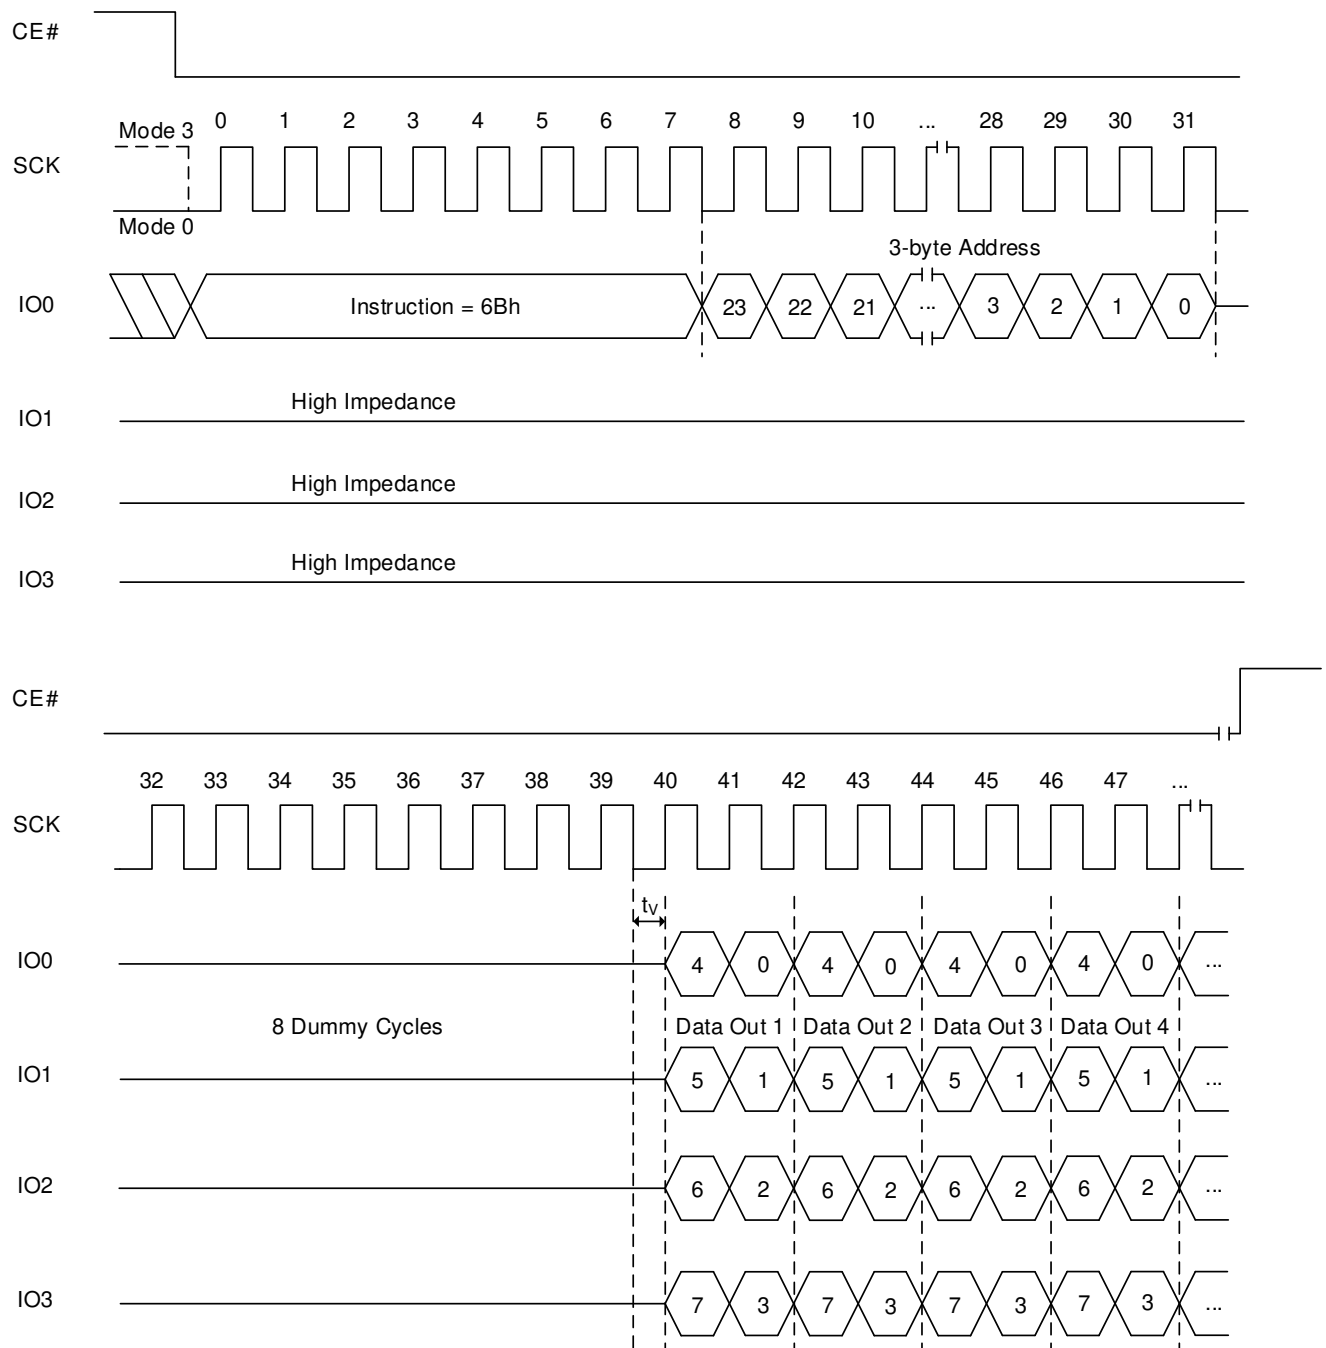 CE#
Mode 3 0 1 2 3 4 5 6 7 8 9 10 ... 28 29 30 31
SCK
Mode 0
3-byte Address
IO0 Instruction = 6Bh 23 22 21 ... 3 2 1 0
High Impedance
IO1
High Impedance
IO2
High Impedance
IO3
CE#
32 33 34 35 36 37 38 39 40 41 42 43 44 45 46 47 ...
SCK
tV
IO0 4 0 4 0 4 0 4 0 ...
8 Dummy Cycles Data Out 1 Data Out 2 Data Out 3 Data Out 4
IO1 5 1 5 1 5 1 5 1 ...
IO2 6 2 6 2 6 2 6 2 ...
IO3 7 3 7 3 7 3 7 3 ...